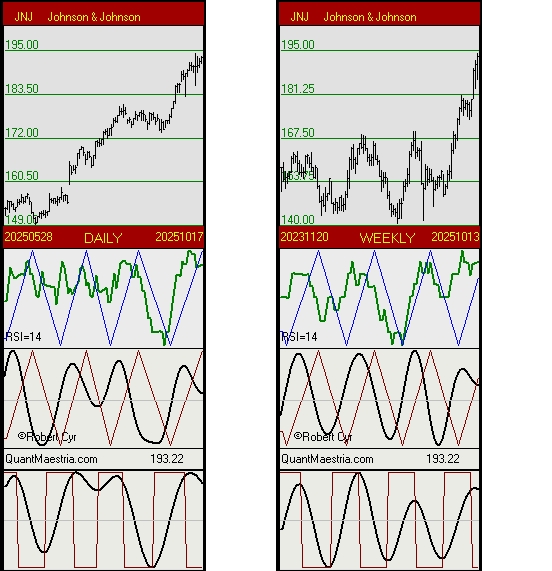 JNJ Johnson & Johnson
195.00
183.50
172.00
160.50
149.00
20250528 DAILY 20251017
RSI=14
©Robert Cyr
QuantMaestria.com 193.22
JNJ Johnson & Johnson
195.00
181.25
167.50
153.75
140.00
20231120 WEEKLY 20251013
RSI=14
©Robert Cyr
QuantMaestria.com 193.22